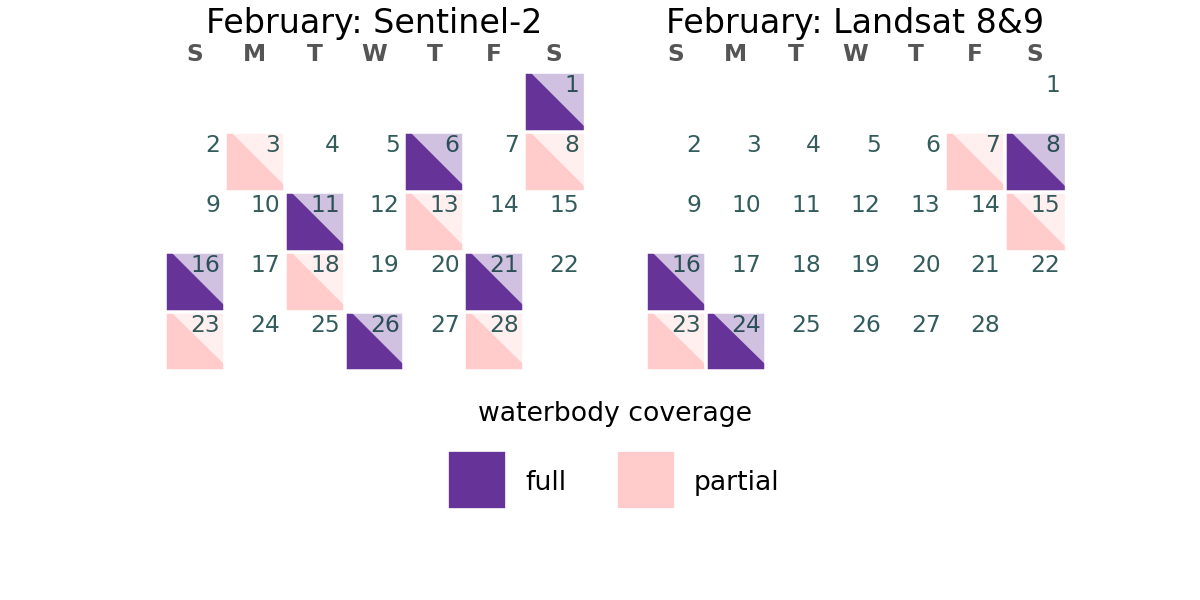 February: Sentinel-2
S M T W T F S
1
2 3 4 5 6 7 8
9 10 11 12 13 14 15
16 17 18 19 20 21 22
23 24 25 26 27 28
February: Landsat 8&9
S M T W T F S
1
2 3 4 5 6 7 8
9 10 11 12 13 14 15
16 17 18 19 20 21 22
23 24 25 26 27 28
waterbody coverage
full partial